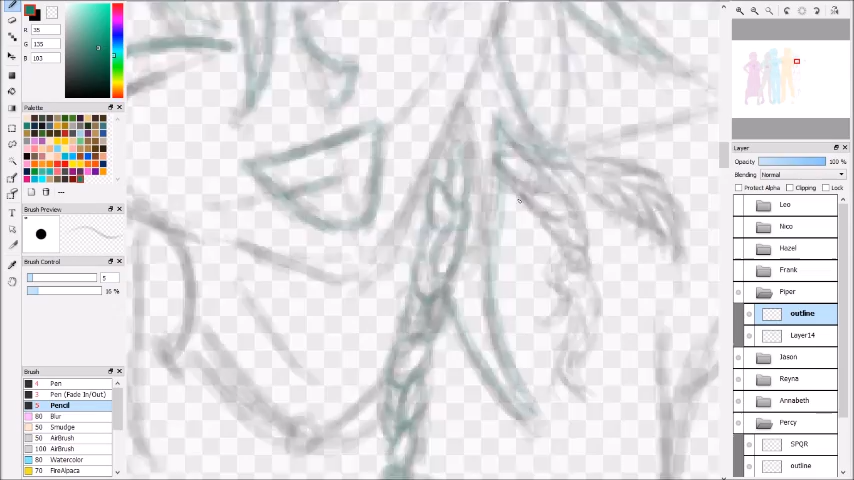 R 35
G 135
B 103
Palette
Brush Preview
Brush Control
5
16 %
Brush
4 Pen
3 Pen (Fade In/Out)
5 Pencil
80 Blur
50 Smudge
50 AirBrush
100 AirBrush
80 Watercolor
70 FireAlpaca
Layer
Opacity 100 %
Blending Normal
Protect Alpha Clipping Lock
Leo
Nico
Hazel
Frank
Piper
outline
Layer14
Jason
Reyna
Annabeth
Percy
SPQR
outline